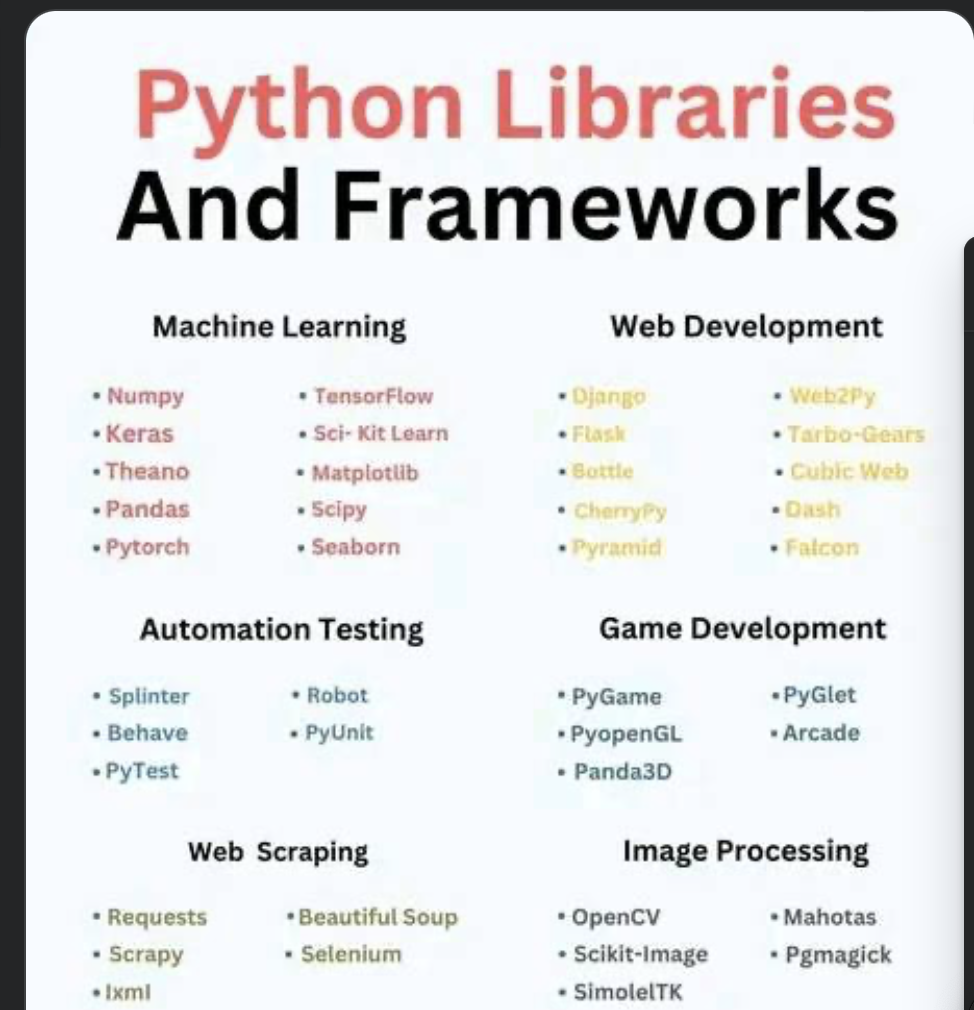 Python Libraries
And Frameworks
Machine Learning
• Numpy
• Keras
• Theano
• Pandas
• Pytorch
• TensorFlow
• Sci- Kit Learn
• Matplotlib
• Scipy
• Seaborn
Web Development
• Django
• Flask
• Bottle
• CherryPy
• Pyramid
• Web2Py
• Tarbo-Gears
• Cubic Web
• Dash
• Falcon
Automation Testing
• Splinter
• Behave
• PyTest
• Robot
• PyUnit
Game Development
• PyGame
• PyopenGL
• Panda3D
• PyGlet
• Arcade
Web Scraping
• Requests
• Scrapy
• lxml
• Beautiful Soup
• Selenium
Image Processing
• OpenCV
• Scikit-Image
• SimolelTK
• Mahotas
• Pgmagick